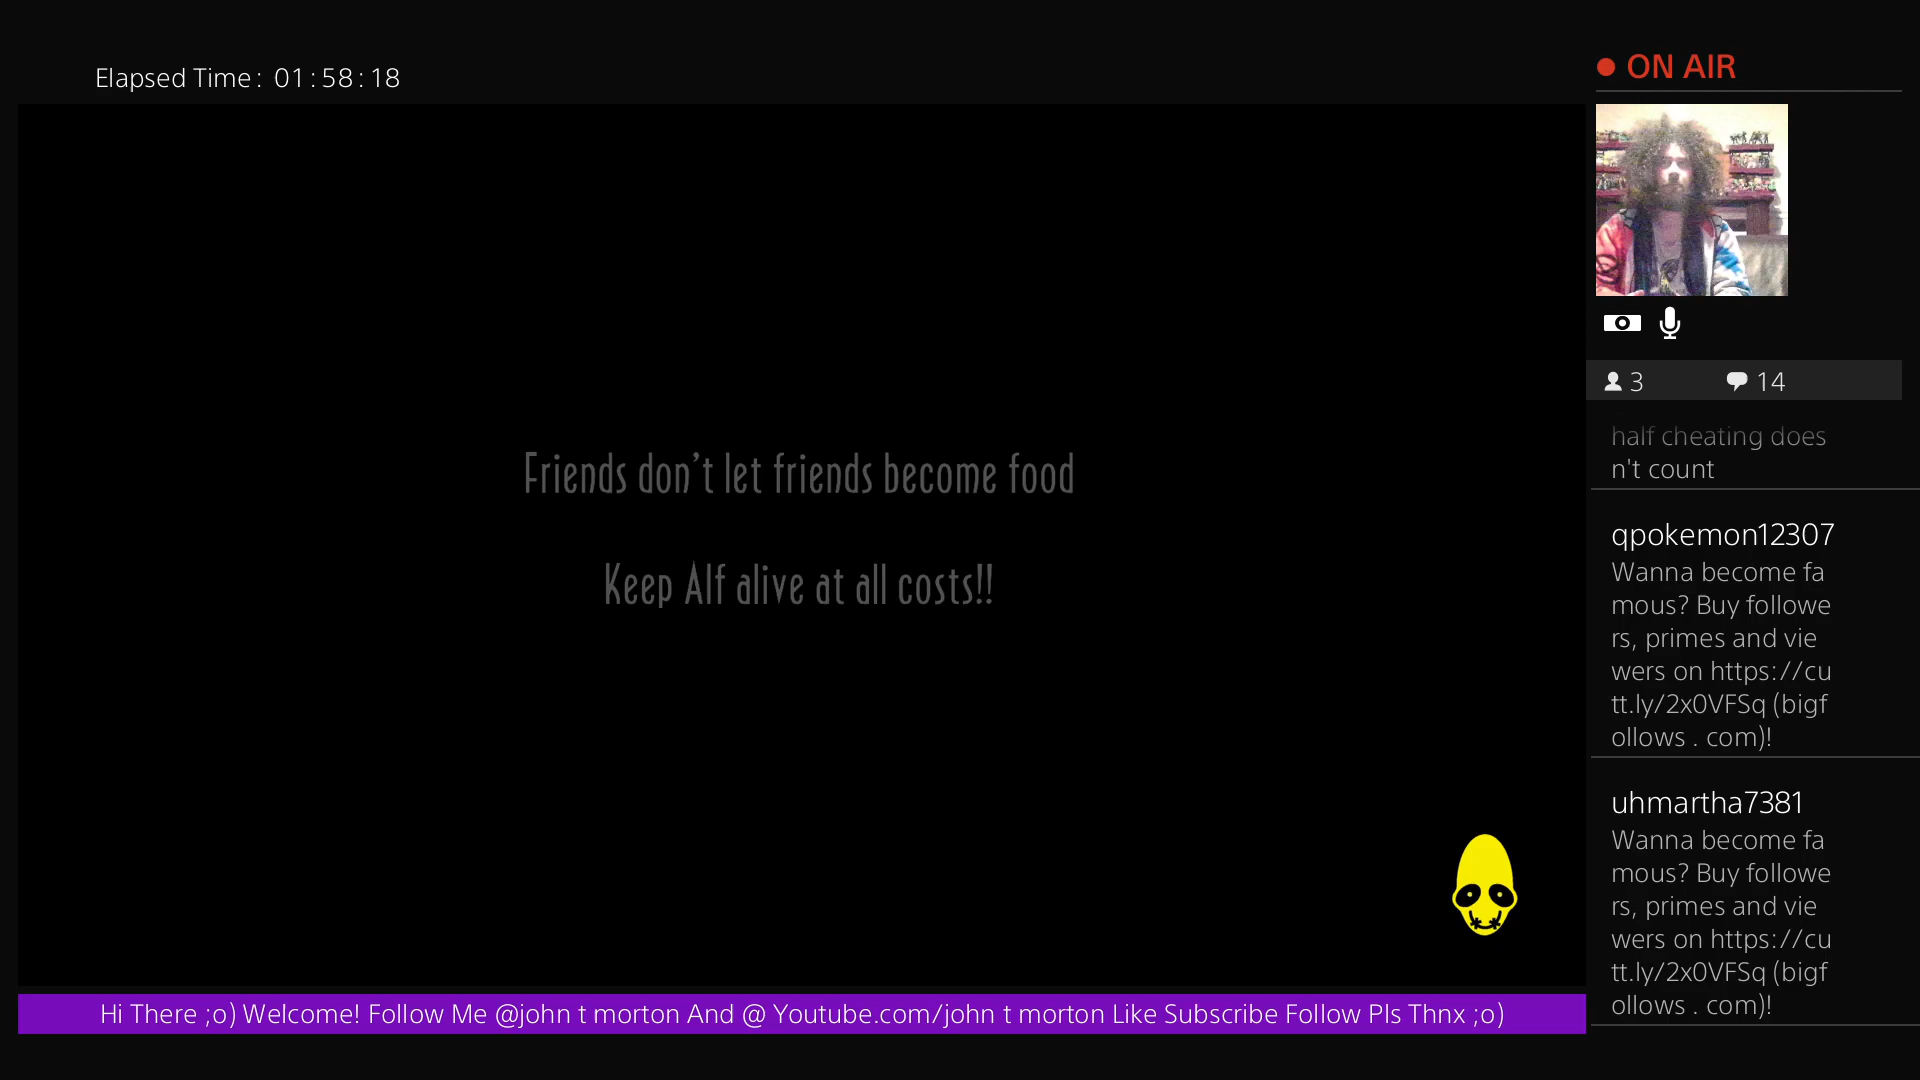 Elapsed Time: 01:58:18
ON AIR
3 14
half cheating does
n't count
Friends don't let friends become food
Keep Alf alive at all costs!!
qpokemon12307
Wanna become fa
mous? Buy followe
rs, primes and vie
wers on https://cu
tt.ly/2x0VFSq (bigf
ollows . com)!
uhmartha7381
Wanna become fa
mous? Buy followe
rs, primes and vie
wers on https://cu
tt.ly/2x0VFSq (bigf
ollows . com)!
Hi There ;o) Welcome! Follow Me @john t morton And @ Youtube.com/john t morton Like Subscribe Follow Pls Thnx ;o)